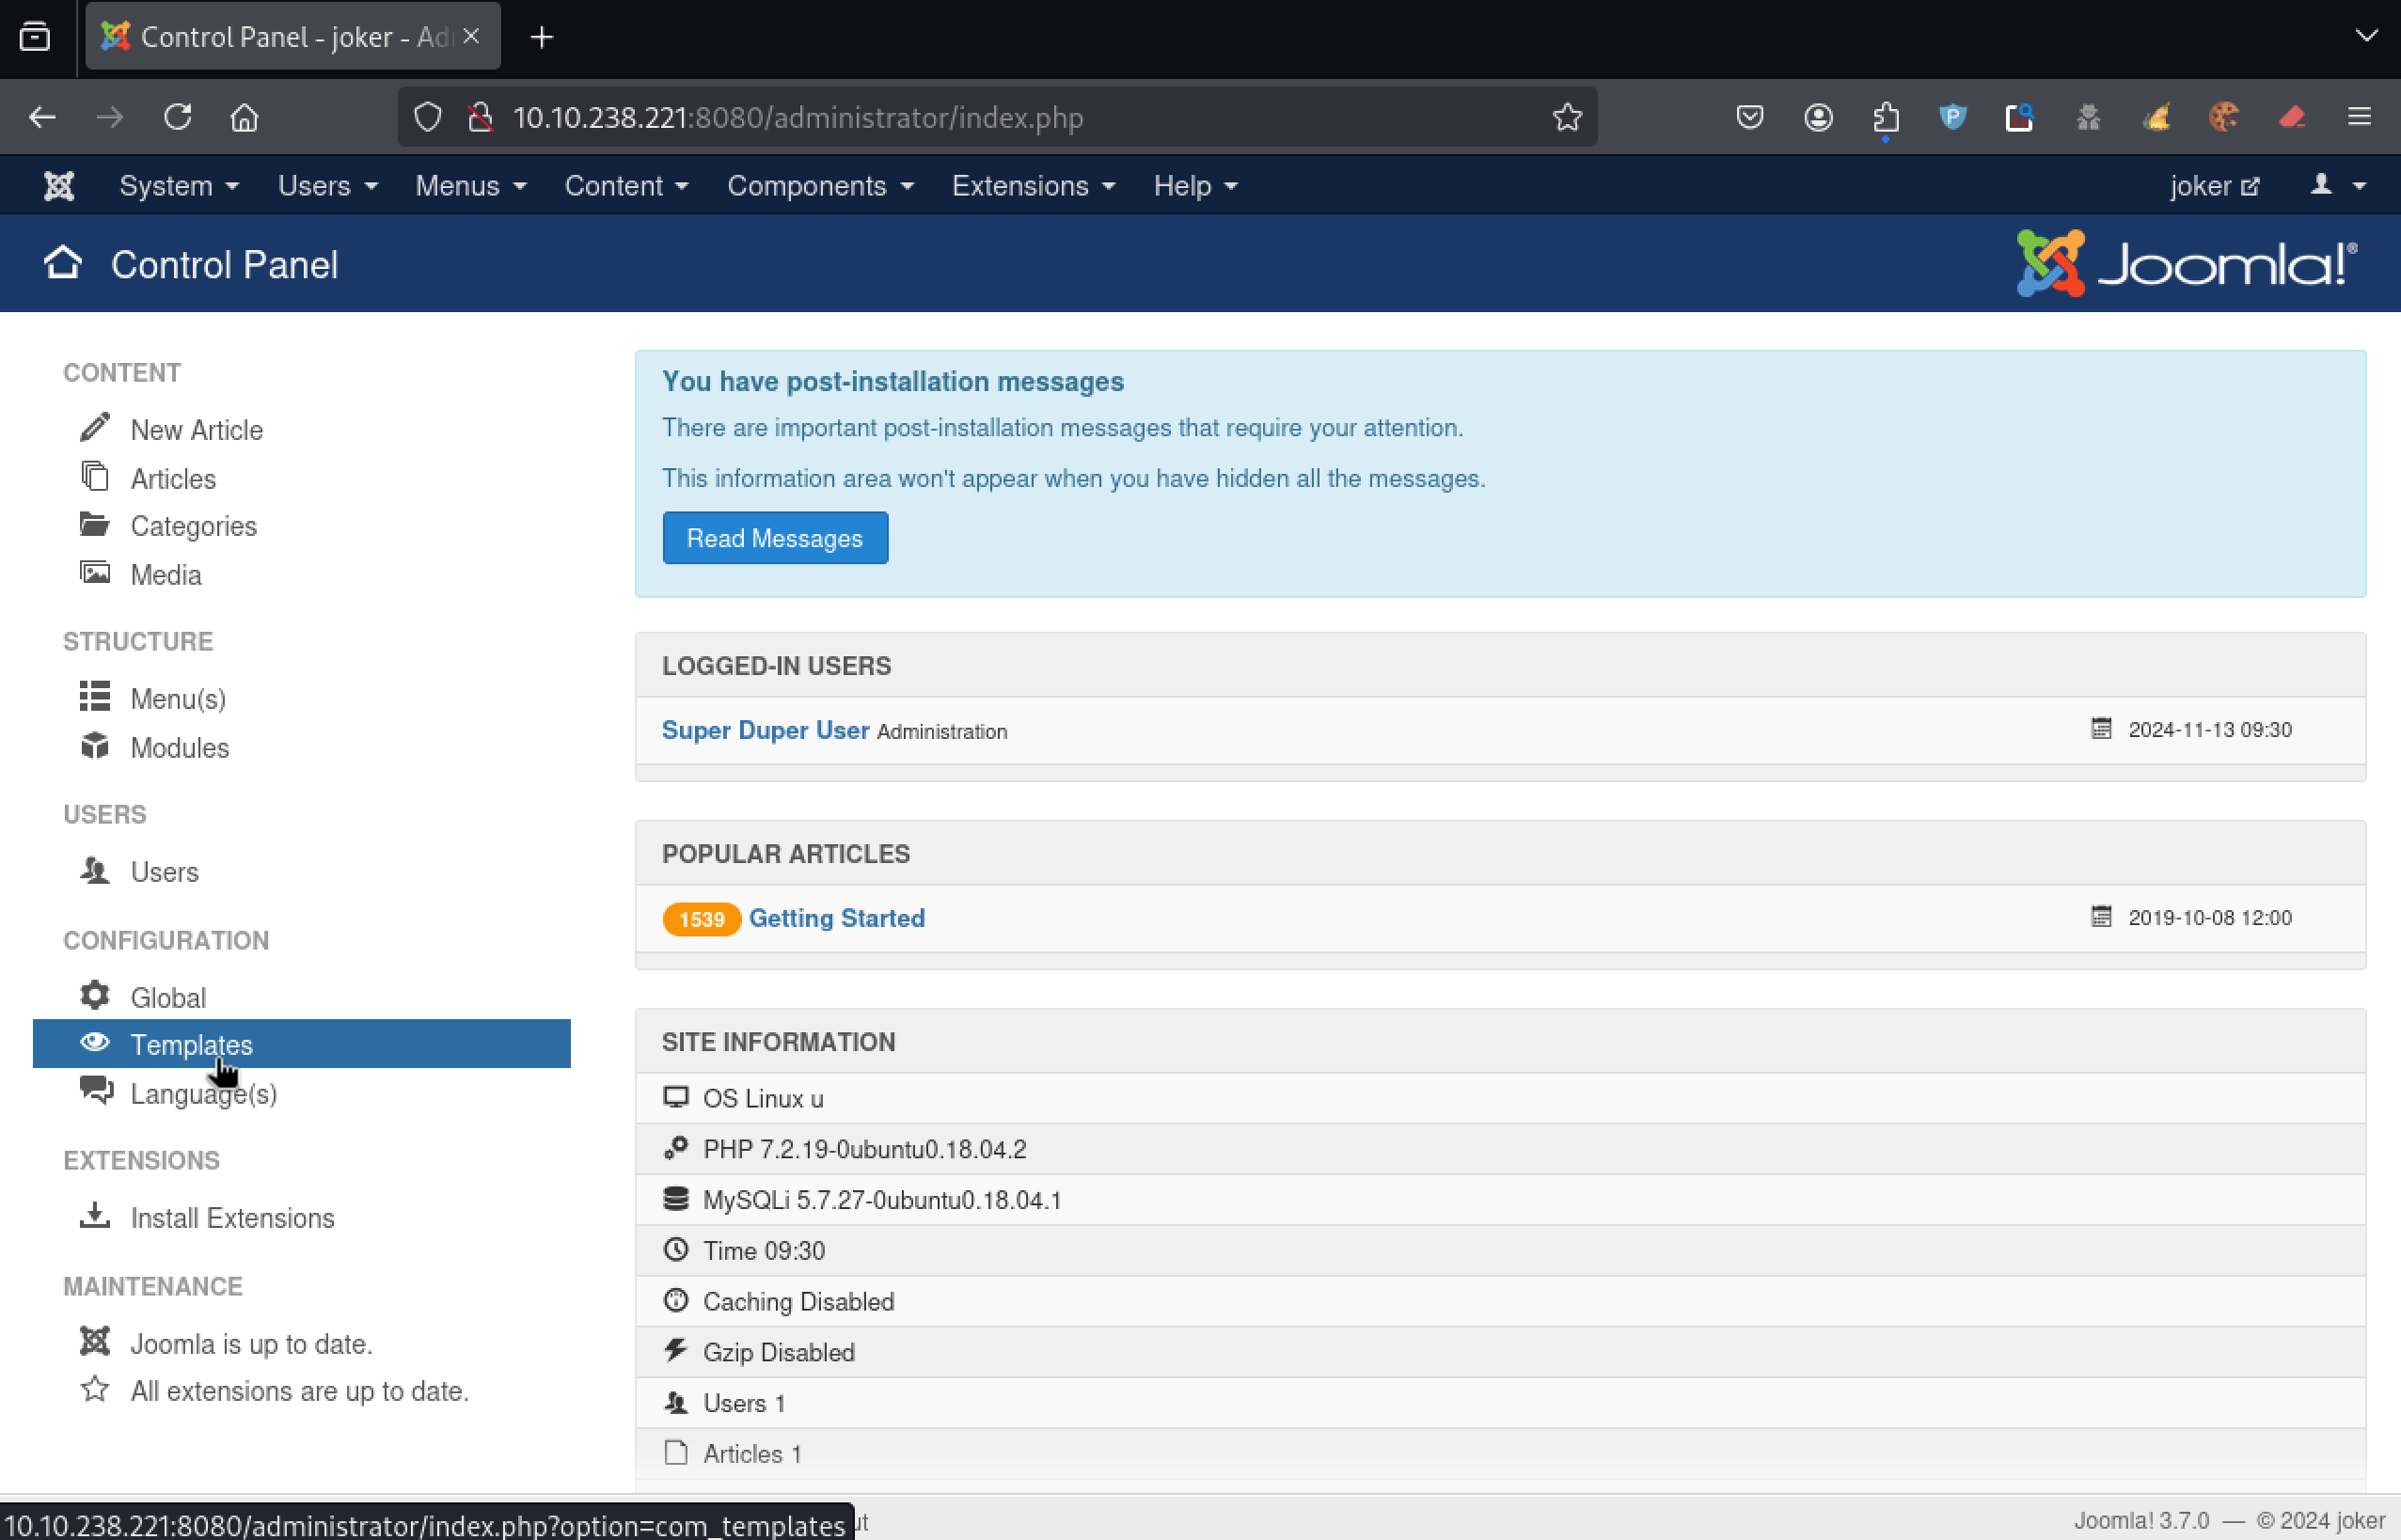 Control Panel - joker - Ad
10.10.238.221:8080/administrator/index.php
System Users Menus Content Components Extensions Help joker
Control Panel
Joomla!®
CONTENT
New Article
Articles
Categories
Media
STRUCTURE
Menu(s)
Modules
USERS
Users
CONFIGURATION
Global
Templates
Language(s)
EXTENSIONS
Install Extensions
MAINTENANCE
Joomla is up to date.
All extensions are up to date.
You have post-installation messages
There are important post-installation messages that require your attention.
This information area won't appear when you have hidden all the messages.
Read Messages
LOGGED-IN USERS
Super Duper User Administration 2024-11-13 09:30
POPULAR ARTICLES
1539 Getting Started 2019-10-08 12:00
SITE INFORMATION
OS Linux u
PHP 7.2.19-0ubuntu0.18.04.2
MySQLi 5.7.27-0ubuntu0.18.04.1
Time 09:30
Caching Disabled
Gzip Disabled
Users 1
Articles 1
10.10.238.221:8080/administrator/index.php?option=com_templates
Joomla! 3.7.0 — © 2024 joker